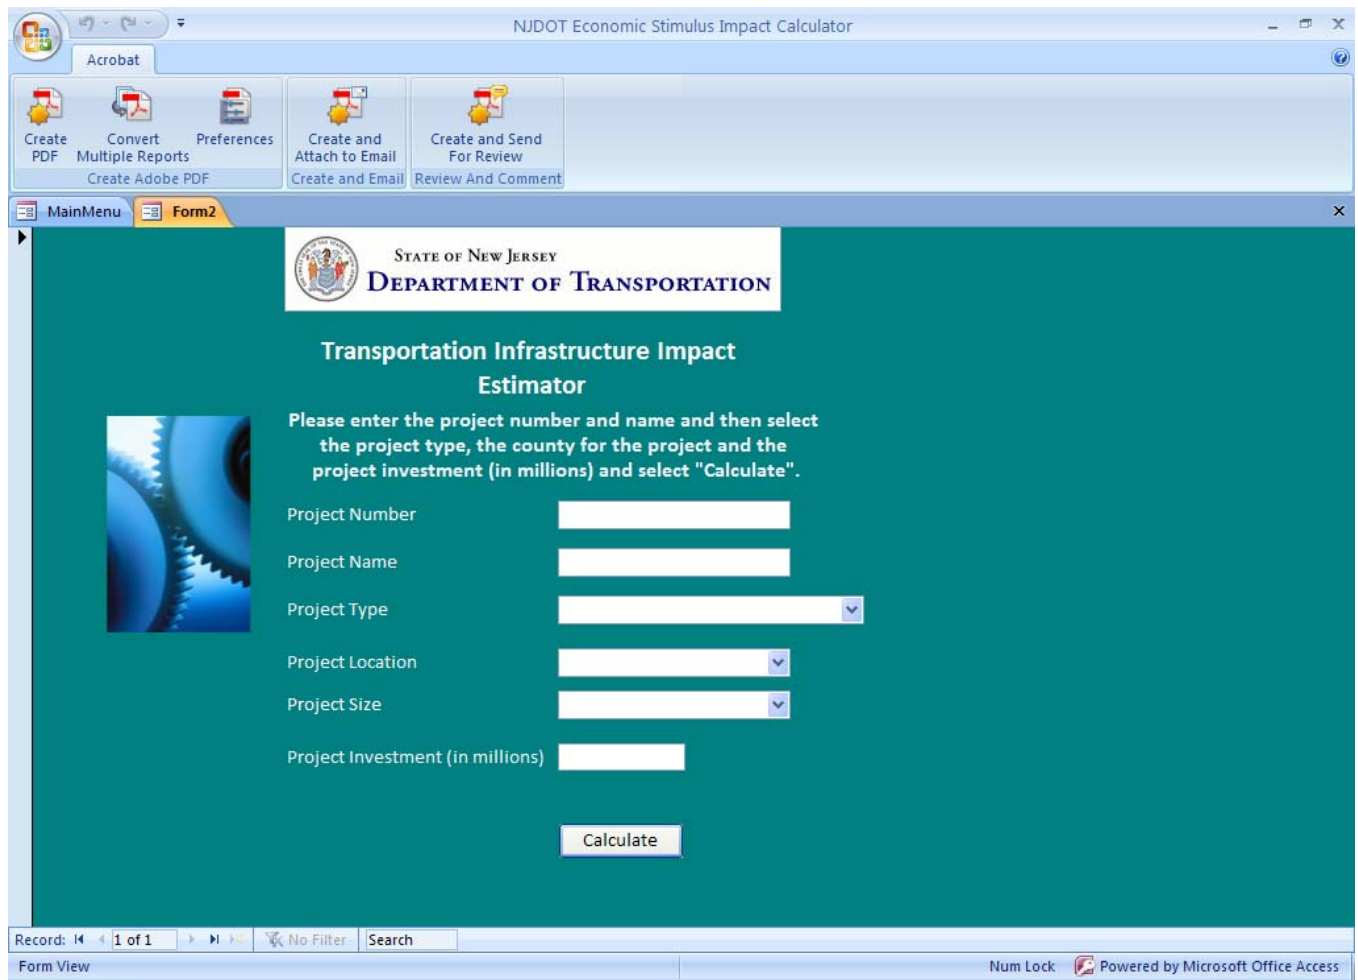 NJDOT Economic Stimulus Impact Calculator
Acrobat
Create PDF
Convert Multiple Reports
Preferences
Create and Attach to Email
Create and Send For Review
Create Adobe PDF
Create and Email
Review And Comment
MainMenu
Form2
STATE OF NEW JERSEY
DEPARTMENT OF TRANSPORTATION
Transportation Infrastructure Impact
Estimator
Please enter the project number and name and then select
the project type, the county for the project and the
project investment (in millions) and select "Calculate".
Project Number
Project Name
Project Type
Project Location
Project Size
Project Investment (in millions)
Calculate
Record: 1 of 1 No Filter Search
Form View
Num Lock Powered by Microsoft Office Access